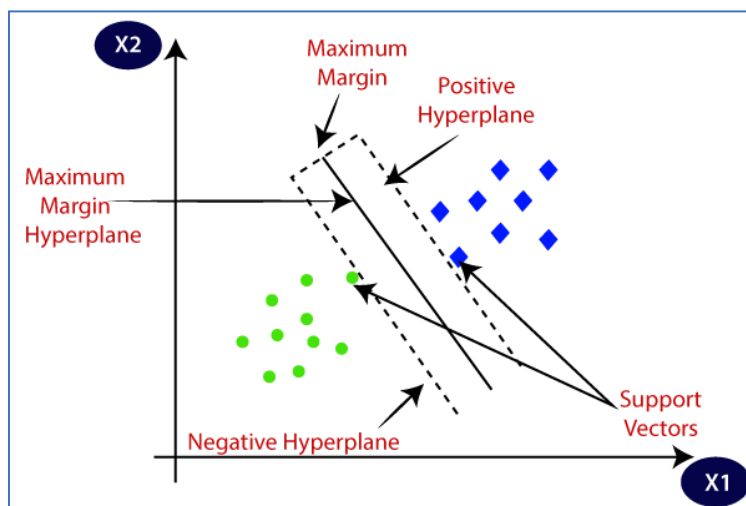 X2
Maximum
Margin
Positive
Hyperplane
Maximum
Margin
Hyperplane
Support
Vectors
Negative Hyperplane
X1